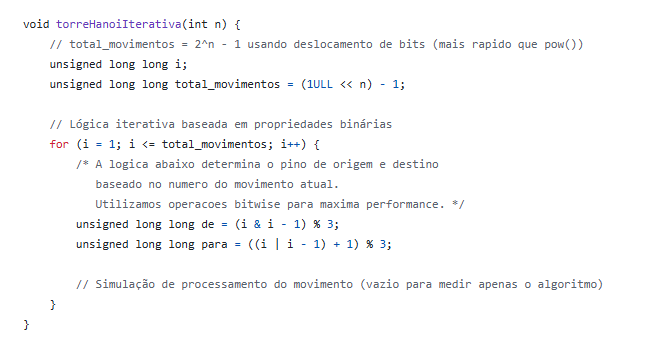 void torreHanoiIterativa(int n) {
    // total_movimentos = 2^n - 1 usando deslocamento de bits (mais rapido que pow())
    unsigned long long i;
    unsigned long long total_movimentos = (1ULL << n) - 1;

    // Lógica iterativa baseada em propriedades binárias
    for (i = 1; i <= total_movimentos; i++) {
        /* A logica abaixo determina o pino de origem e destino
           baseado no numero do movimento atual.
           Utilizamos operacoes bitwise para maxima performance. */
        unsigned long long de = (i & i - 1) % 3;
        unsigned long long para = ((i | i - 1) + 1) % 3;

        // Simulação de processamento do movimento (vazio para medir apenas o algoritmo)
    }
}